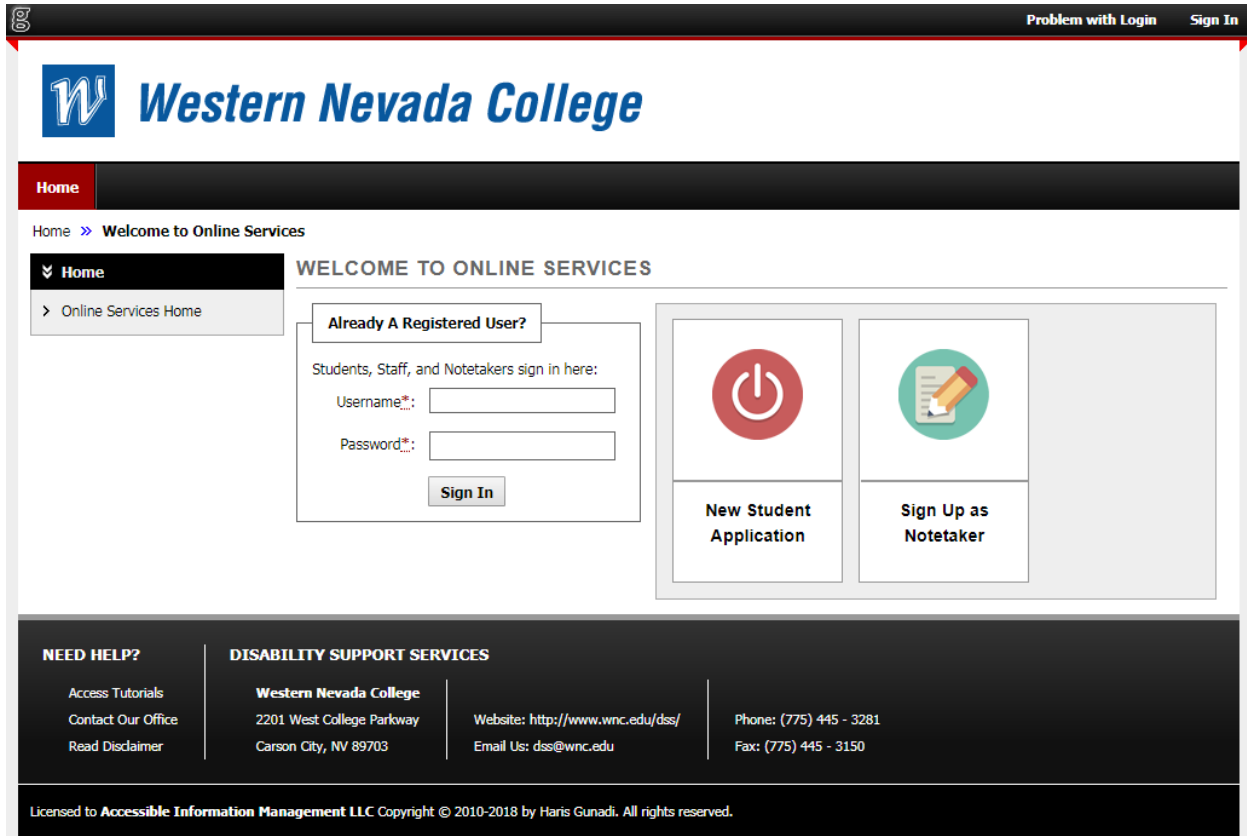 Problem with Login Sign In
W Western Nevada College
Home
Home » Welcome to Online Services
Home
Online Services Home
WELCOME TO ONLINE SERVICES
Already A Registered User?
Students, Staff, and Notetakers sign in here:
Username*:
Password*:
Sign In
New Student
Application
Sign Up as
Notetaker
NEED HELP?
Access Tutorials
Contact Our Office
Read Disclaimer
DISABILITY SUPPORT SERVICES
Western Nevada College
2201 West College Parkway
Carson City, NV 89703
Website: http://www.wnc.edu/dss/
Email Us: dss@wnc.edu
Phone: (775) 445 - 3281
Fax: (775) 445 - 3150
Licensed to Accessible Information Management LLC Copyright © 2010-2018 by Haris Gunadi. All rights reserved.